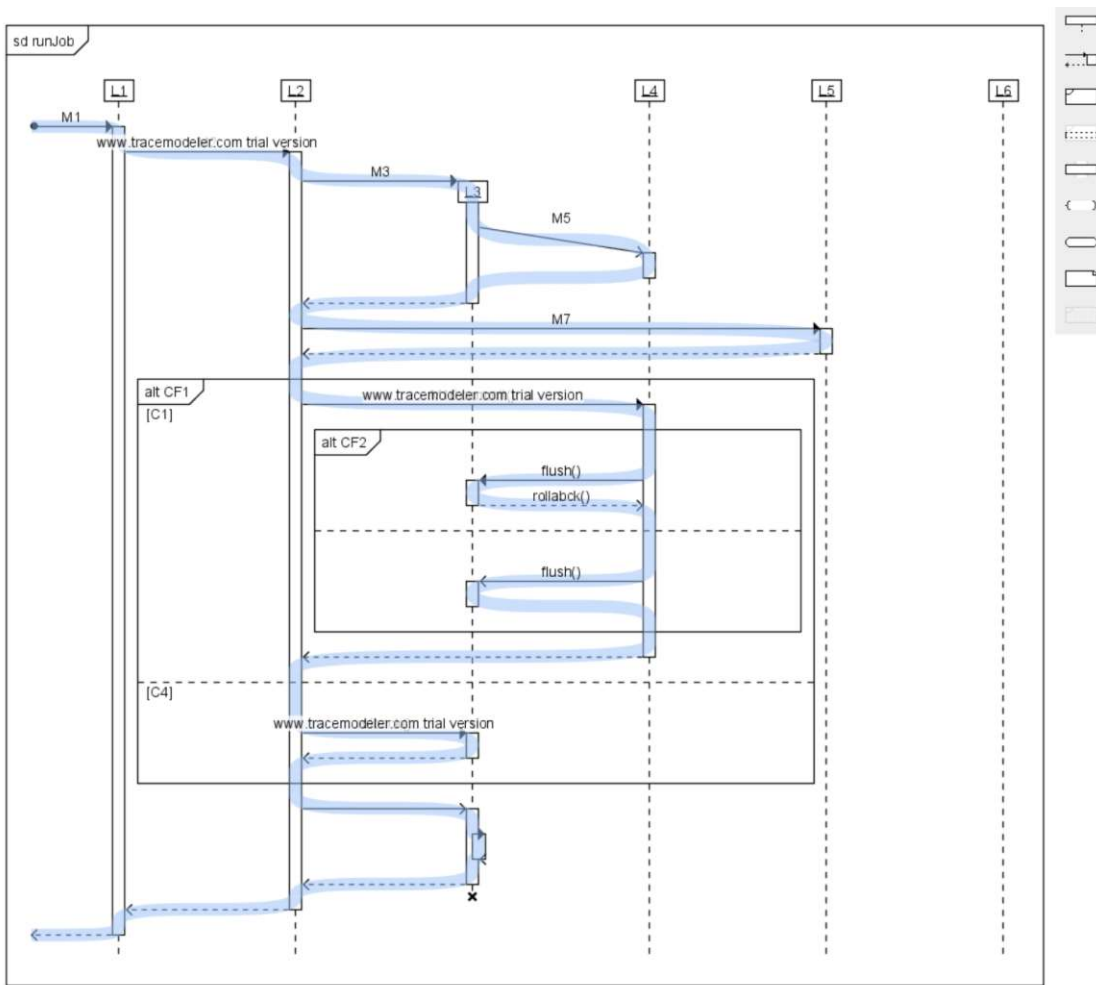 sd runJob
L1
L2
L4
L5
L6
M1
www.tracemodeler.com trial version
M3
L3
M5
M7
alt CF1
www.tracemodeler.com trial version
[C1]
alt CF2
flush()
rollabck()
flush()
[C4]
www.tracemodeler.com trial version